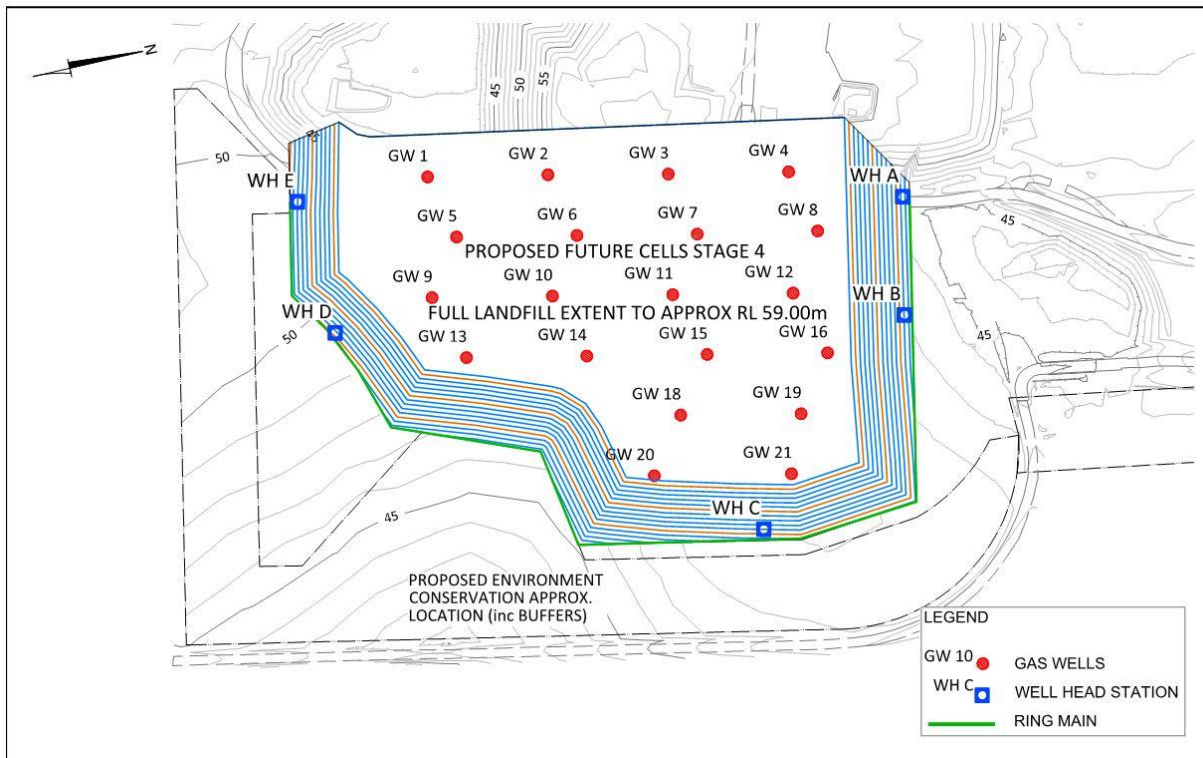 N
45
50
55
45
50
GW 1
GW 2
GW 3
GW 4
WH E
WH A
GW 5
GW 6
GW 7
GW 8
45
PROPOSED FUTURE CELLS STAGE 4
GW 9
GW 10
GW 11
GW 12
WH B
WH D
FULL LANDFILL EXTENT TO APPROX RL 59.00m
50
GW 13
GW 14
GW 15
GW 16
45
GW 18
GW 19
GW 20
GW 21
WH C
45
PROPOSED ENVIRONMENT
CONSERVATION APPROX.
LOCATION (inc BUFFERS)
LEGEND
GW 10
GAS WELLS
WH C
WELL HEAD STATION
RING MAIN